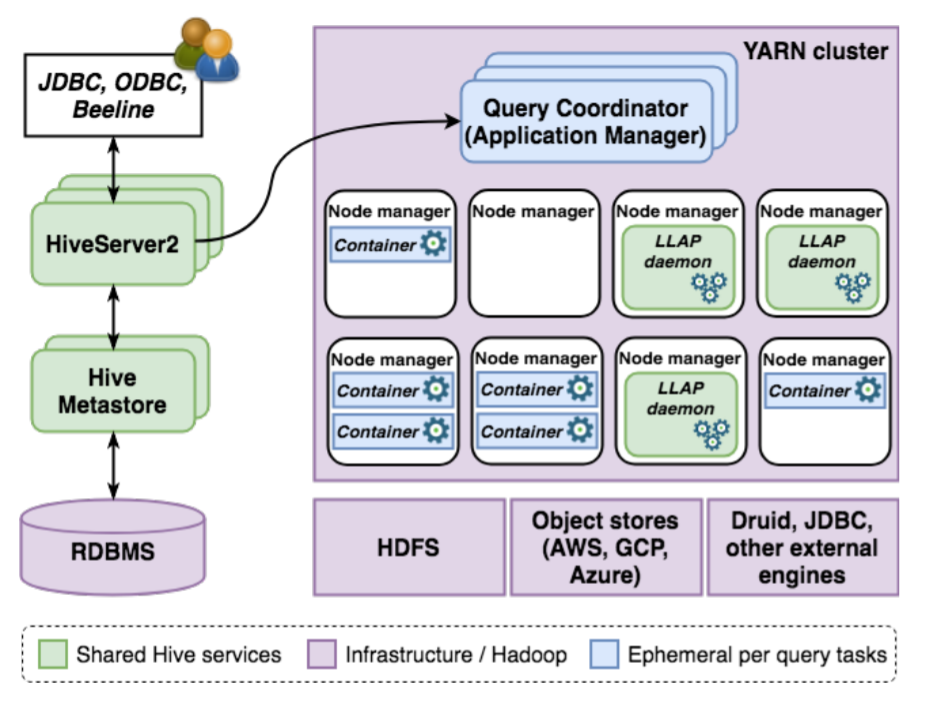 JDBC, ODBC,
Beeline
HiveServer2
Hive
Metastore
RDBMS
YARN cluster
Query Coordinator
(Application Manager)
Node manager
Container
Node manager
Node manager
LLAP
daemon
Node manager
LLAP
daemon
Node manager
Container
Container
Node manager
Container
Container
Node manager
LLAP
daemon
Node manager
Container
HDFS
Object stores
(AWS, GCP,
Azure)
Druid, JDBC,
other external
engines
Shared Hive services
Infrastructure / Hadoop
Ephemeral per query tasks